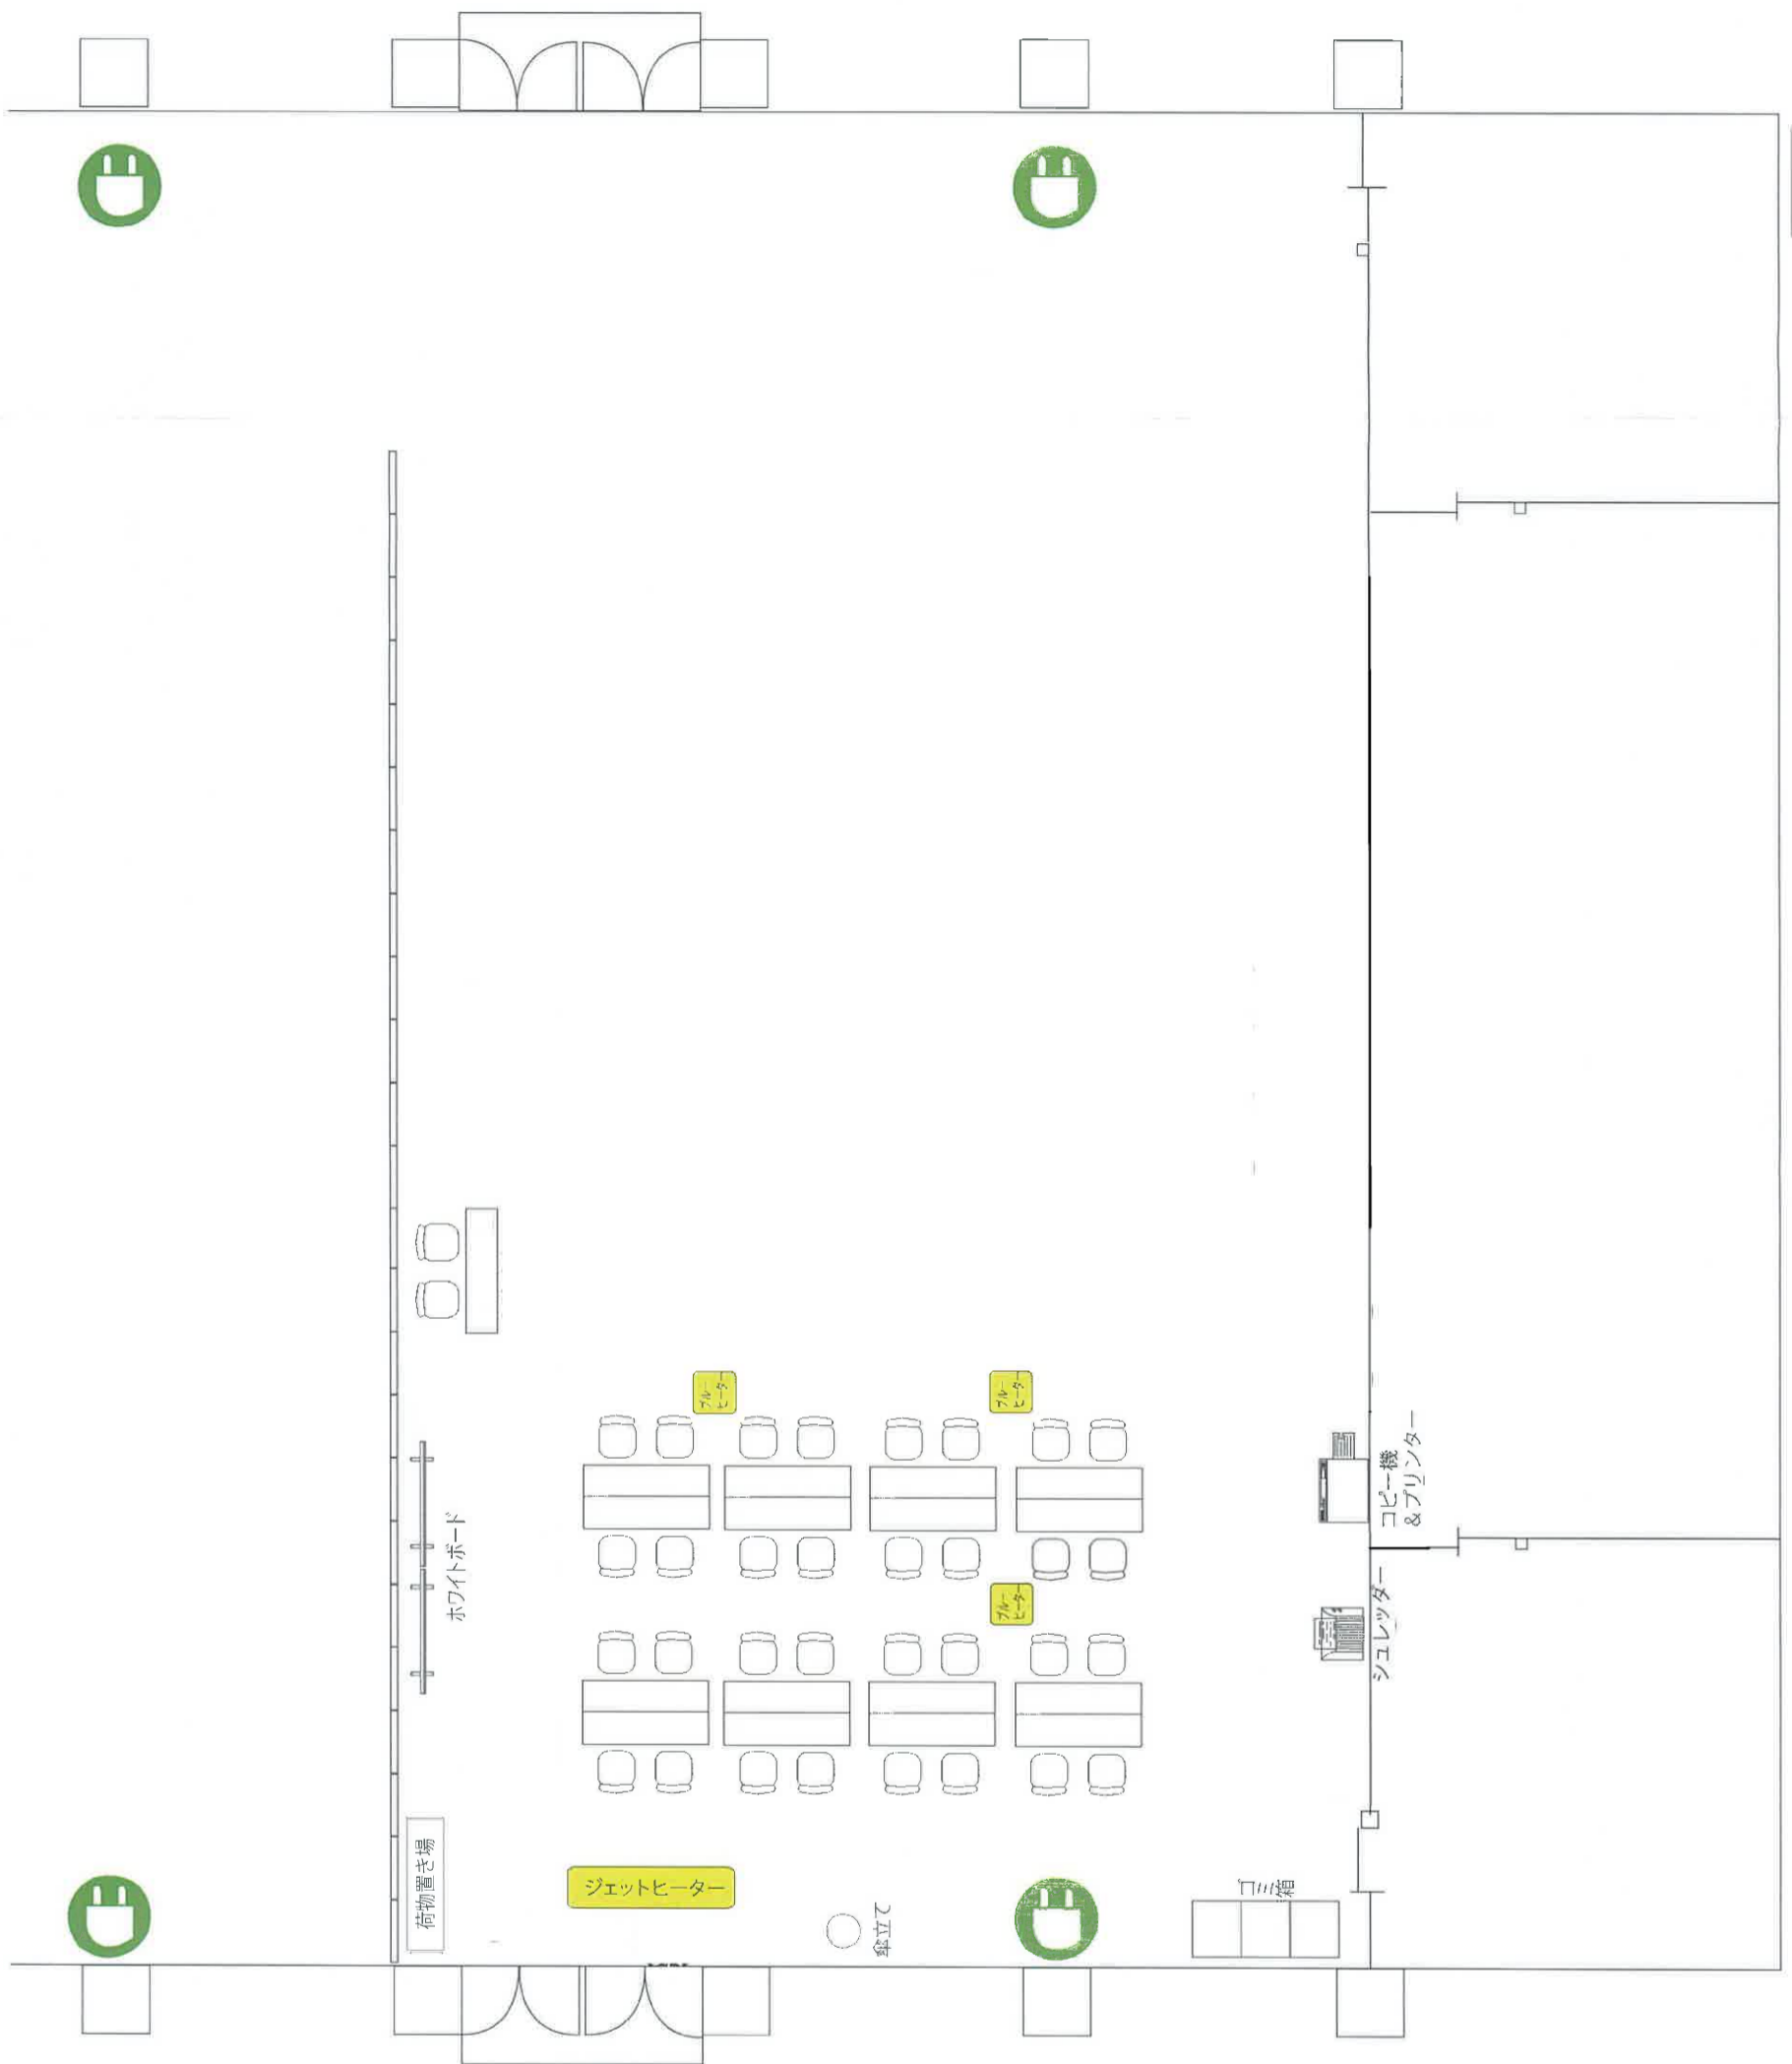 ブルー
ヒーター
ブルー
ヒーター
ホワイトボード
コピー機
&プリンター
ブルー
ヒーター
シュレッダー
荷物置き場
ジェットヒーター
傘立て
ゴミ箱